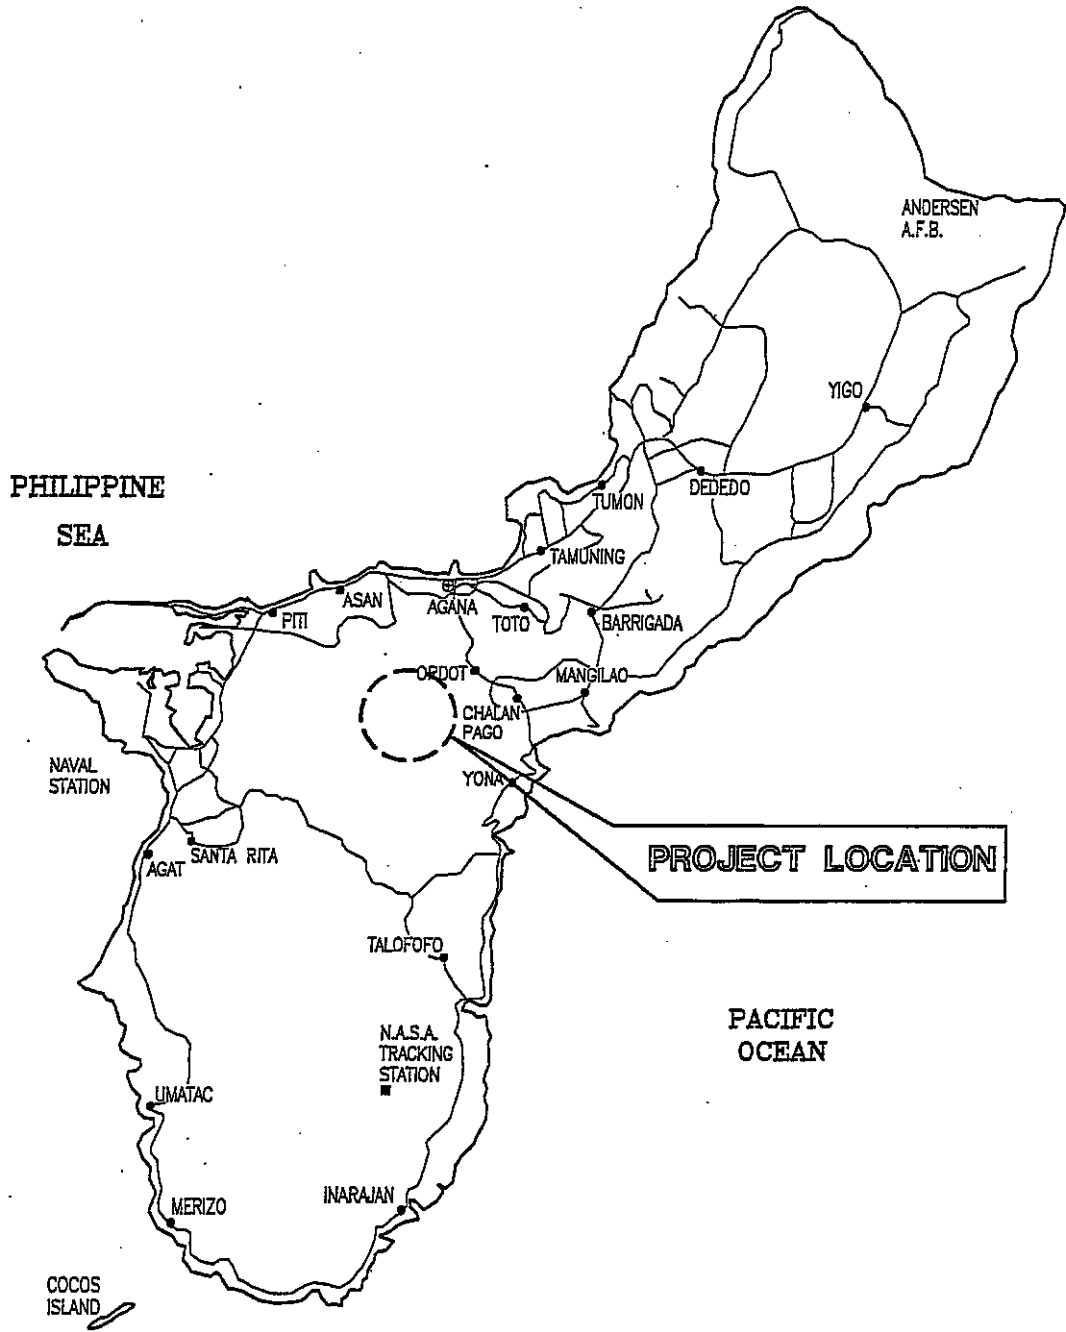 ANDERSEN
A.F.B.
YIGO
PHILIPPINE
SEA
DEDEDO
TUMON
TAMUNING
ASAN
AGANA
PITI
TOTO
BARRIGADA
ORDOT
MANGILAO
CHALAN
PAGO
NAVAL
STATION
YONA
SANTA RITA
AGAT
PROJECT LOCATION
TALOFOFO
PACIFIC
OCEAN
N.A.S.A.
TRACKING
STATION
UMATAC
INARAJAN
MERIZO
COCOS
ISLAND